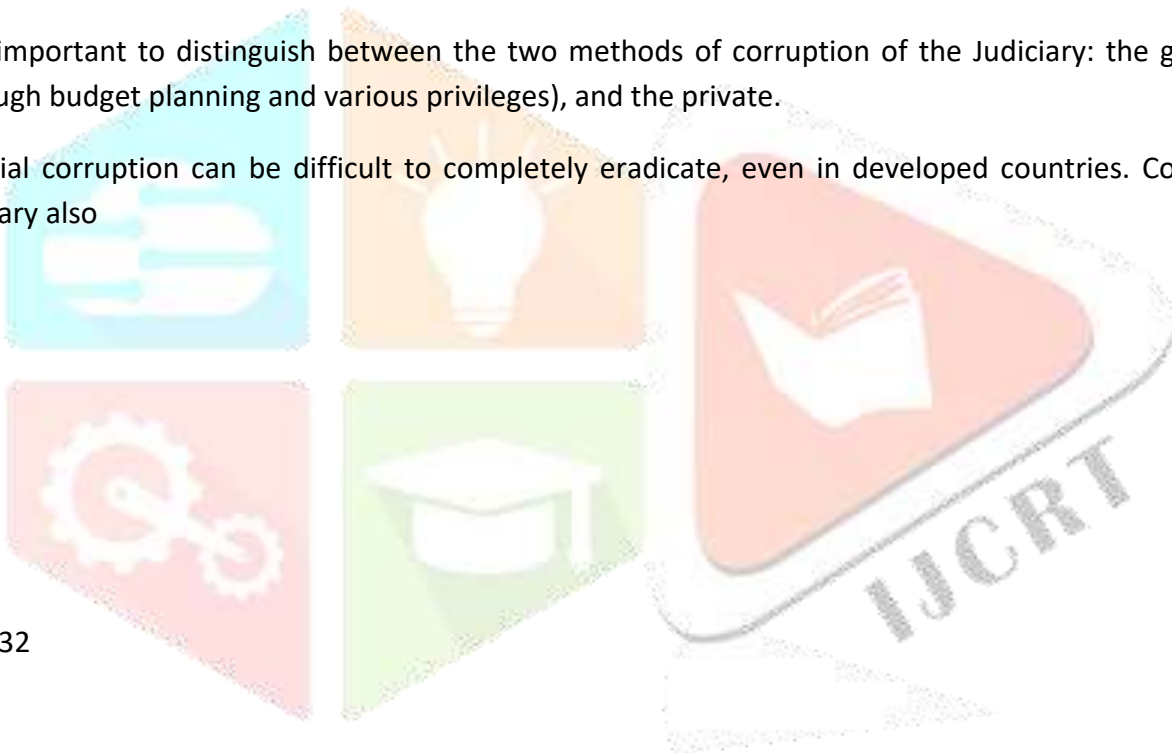 important to distinguish between the two methods of corruption of the Judiciary: the g
ugh budget planning and various privileges), and the private.
ial corruption can be difficult to completely eradicate, even in developed countries. Co
ary also
IJCRT
32